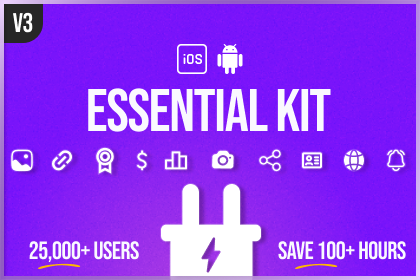 V3
iOS
ESSENTIAL KIT
$
25,000+ USERS
SAVE 100+ HOURS